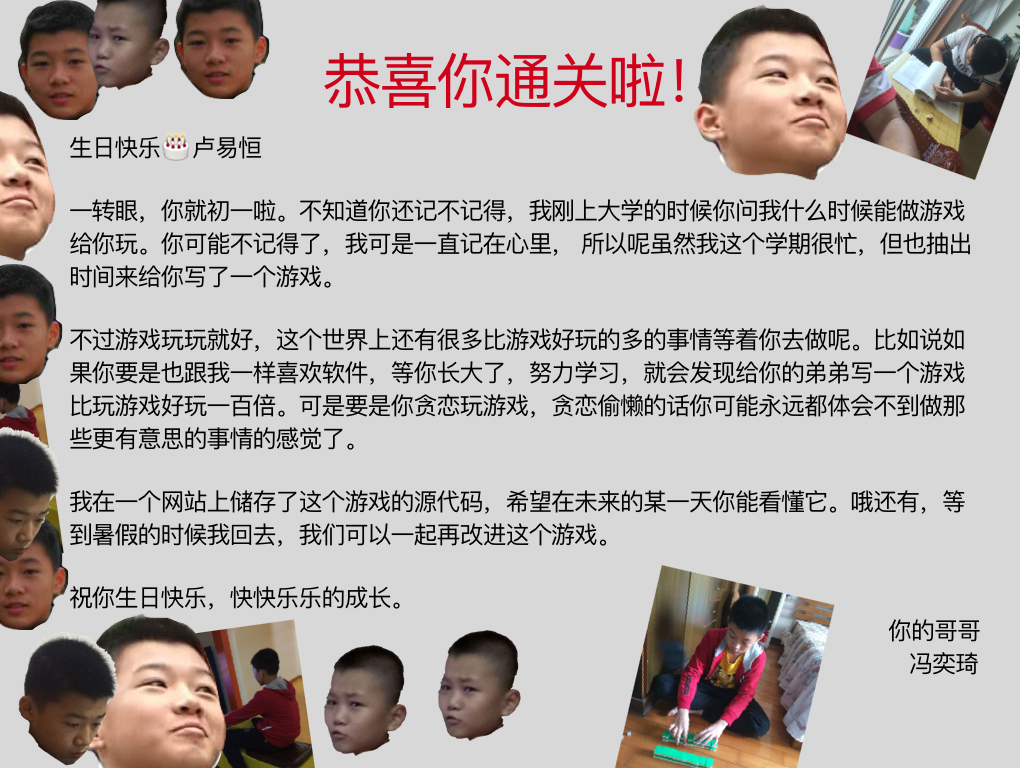 恭喜你通关啦！
生日快乐🎂卢易恒
一转眼，你就初一啦。不知道你还记不记得，我刚上大学的时候你问我什么时候能做游戏
给你玩。你可能不记得了，我可是一直记在心里， 所以呢虽然我这个学期很忙，但也抽出
时间来给你写了一个游戏。
不过游戏玩玩就好，这个世界上还有很多比游戏好玩的多的事情等着你去做呢。比如说如
果你要是也跟我一样喜欢软件，等你长大了，努力学习，就会发现给你的弟弟写一个游戏
比玩游戏好玩一百倍。可是要是你贪恋玩游戏，贪恋偷懒的话你可能永远都体会不到做那
些更有意思的事情的感觉了。
我在一个网站上储存了这个游戏的源代码，希望在未来的某一天你能看懂它。哦还有，等
到暑假的时候我回去，我们可以一起再改进这个游戏。
祝你生日快乐，快快乐乐的成长。
你的哥哥
冯奕琦